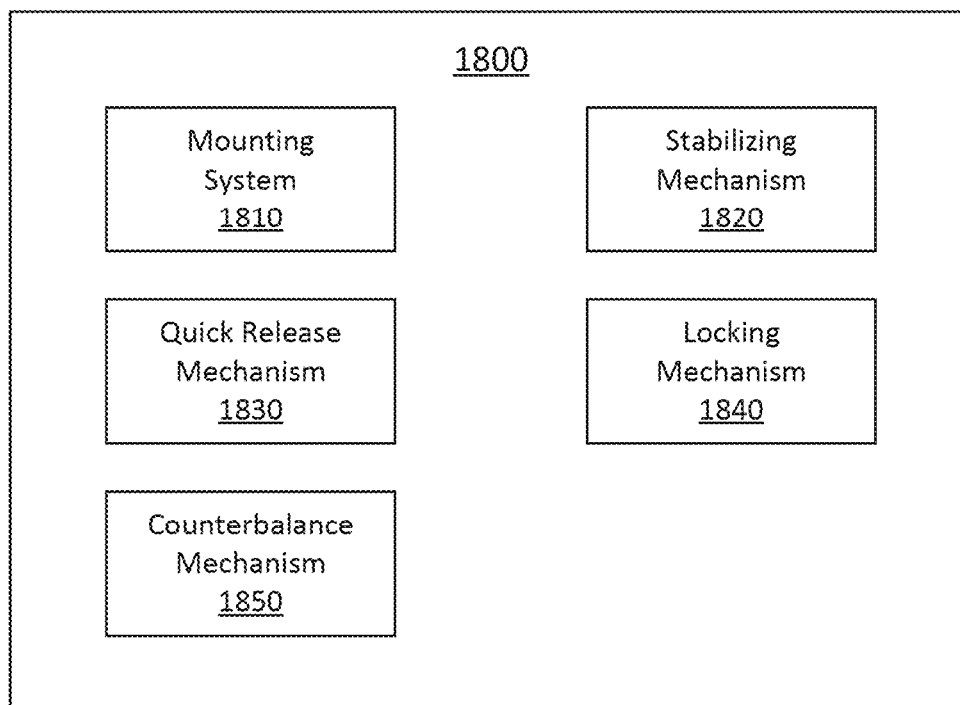 1800
Mounting
System
1810
Stabilizing
Mechanism
1820
Quick Release
Mechanism
1830
Locking
Mechanism
1840
Counterbalance
Mechanism
1850